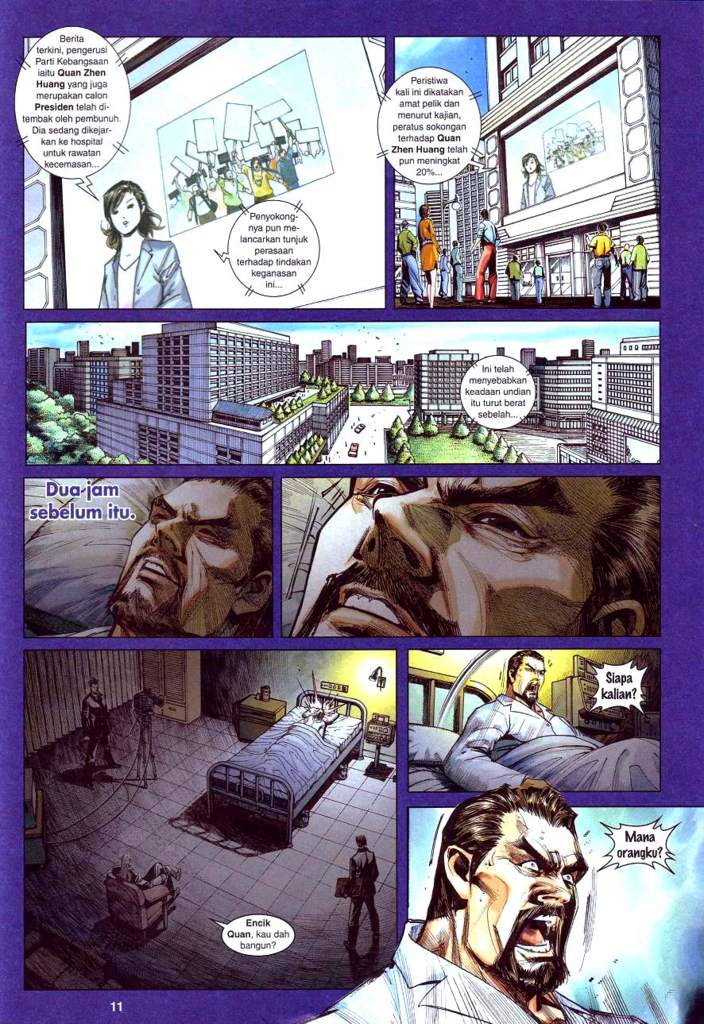 Berita
terkini, pengerusi
Parti Kebangsaan
iaitu Quan Zhen
Huang yang juga
merupakan calon
Presiden telah di-
tembak oleh pembunuh.
Dia sedang dikejar-
kan ke hospital
untuk rawatan
kecemasan...
Penyokong-
nya pun me-
lancarkan tunjuk
perasaan
terhadap tindakan
keganasan
ini...
Peristiwa
kali ini dikatakan
amat pelik dan
menurut kajian,
peratus sokongan
terhadap Quan
Zhen Huang telah
pun meningkat
20%...
Ini telah
menyebabkan
keadaan undian
itu turut berat
sebelah...
Dua jam
sebelum itu.
Encik
Quan, kau dah
bangun?
Siapa
kalian?
Mana
orangku?
11